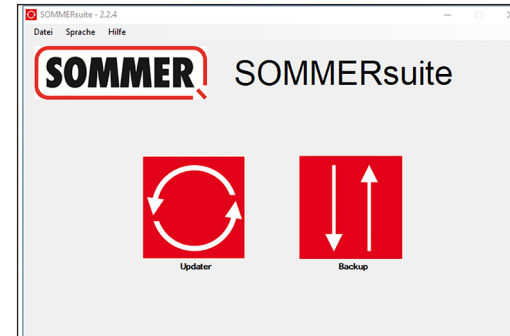 SOMMERsuite - 2.2.4
Datei Sprache Hilfe
SOMMER SOMMERsuite
Updater Backup